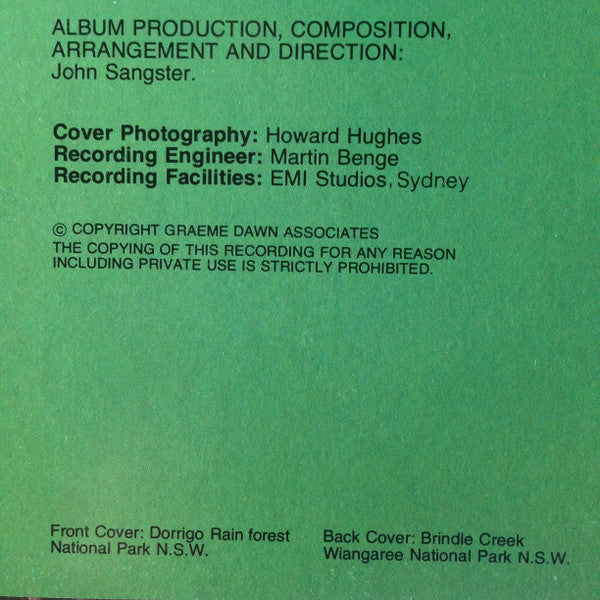 ALBUM PRODUCTION, COMPOSITION,
ARRANGEMENT AND DIRECTION:
John Sangster.
Cover Photography: Howard Hughes
Recording Engineer: Martin Benge
Recording Facilities: EMI Studios, Sydney
© COPYRIGHT GRAEME DAWN ASSOCIATES
THE COPYING OF THIS RECORDING FOR ANY REASON
INCLUDING PRIVATE USE IS STRICTLY PROHIBITED.
Front Cover: Dorrigo Rain forest
National Park N.S.W.
Back Cover: Brindle Creek
Wiangaree National Park N.S.W.